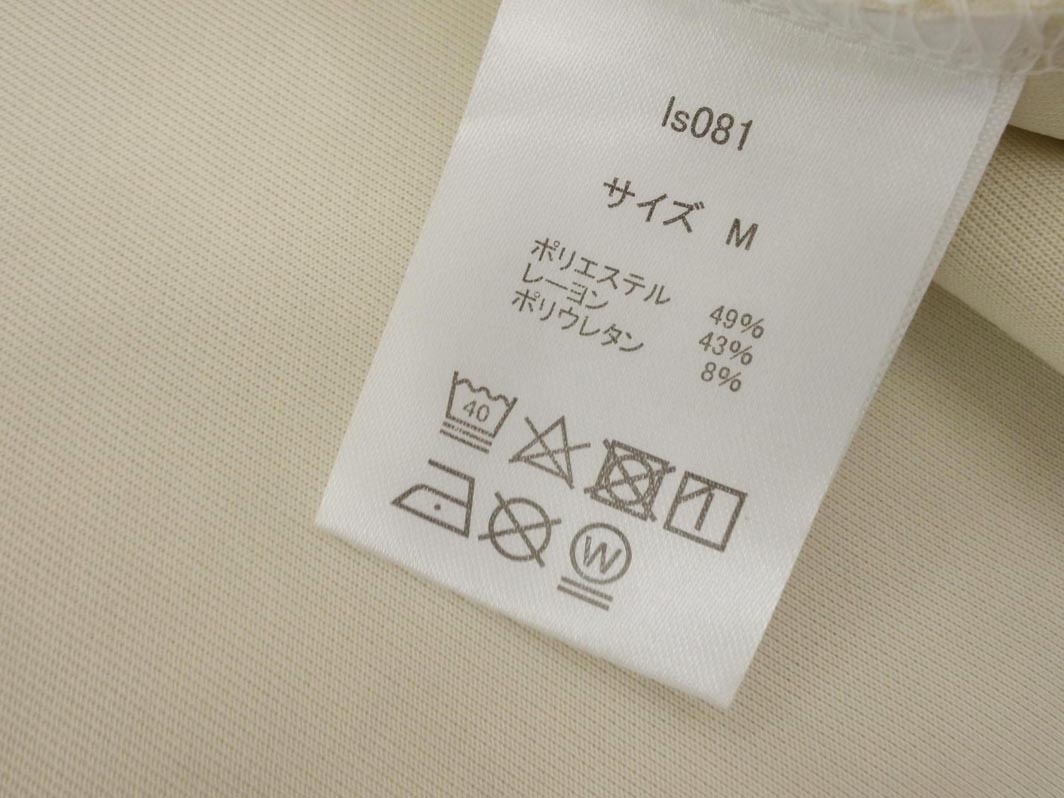 ls081
サイズ M
ポリエステル 49%
レーヨン 43%
ポリウレタン 8%
40
W